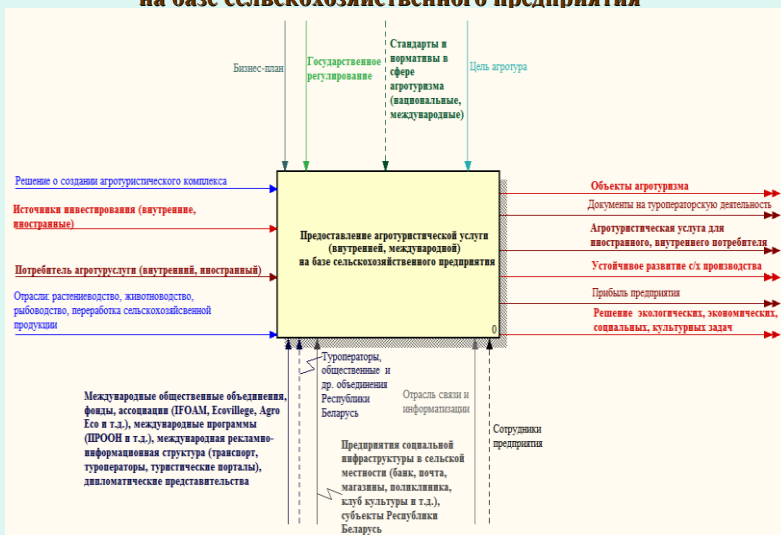 на базе сельскохозяйственного предприятия
Бизнес-план
Государственное
регулирование
Стандарты и
нормативы в
сфере
агротуризма
(национальные,
международные)
Цель агротура
Решение о создании агротуристического комплекса
Источники инвестирования (внутренние,
иностранные)
Потребитель агротуруслуги (внутренний, иностранный)
Отрасли: растениеводство, животноводство,
рыбоводство, переработка сельскохозяйсвенной
продукции
Предоставление агротуристической услуги
(внутренней, международной)
на базе сельскохозяйственного предприятия
0
Объекты агротуризма
Документы на туроператорскую деятельность
Агротуристическая услуга для
иностранного, внутреннего потребителя
Устойчивое развитие с/х производства
Прибыль предприятия
Решение экологических, экономических,
социальных, культурных задач
Международные общественные объединения,
фонды, ассоциации (IFOAM, Ecovillege, Agro
Eco и т.д.), международные программы
(ПРООН и т.д.), международная рекламно-
информационная структура (транспорт,
туроператоры, туристические порталы),
дипломатические представительства
Туроператоры,
общественные и
др. объединения
Республики
Беларусь
Предприятия социальной
инфраструктуры в сельской
местности (банк, почта,
магазины, поликлиника,
клуб культуры и т.д.),
субъекты Республики
Беларусь
Отрасль связи и
информатизации
Сотрудники
предприятия